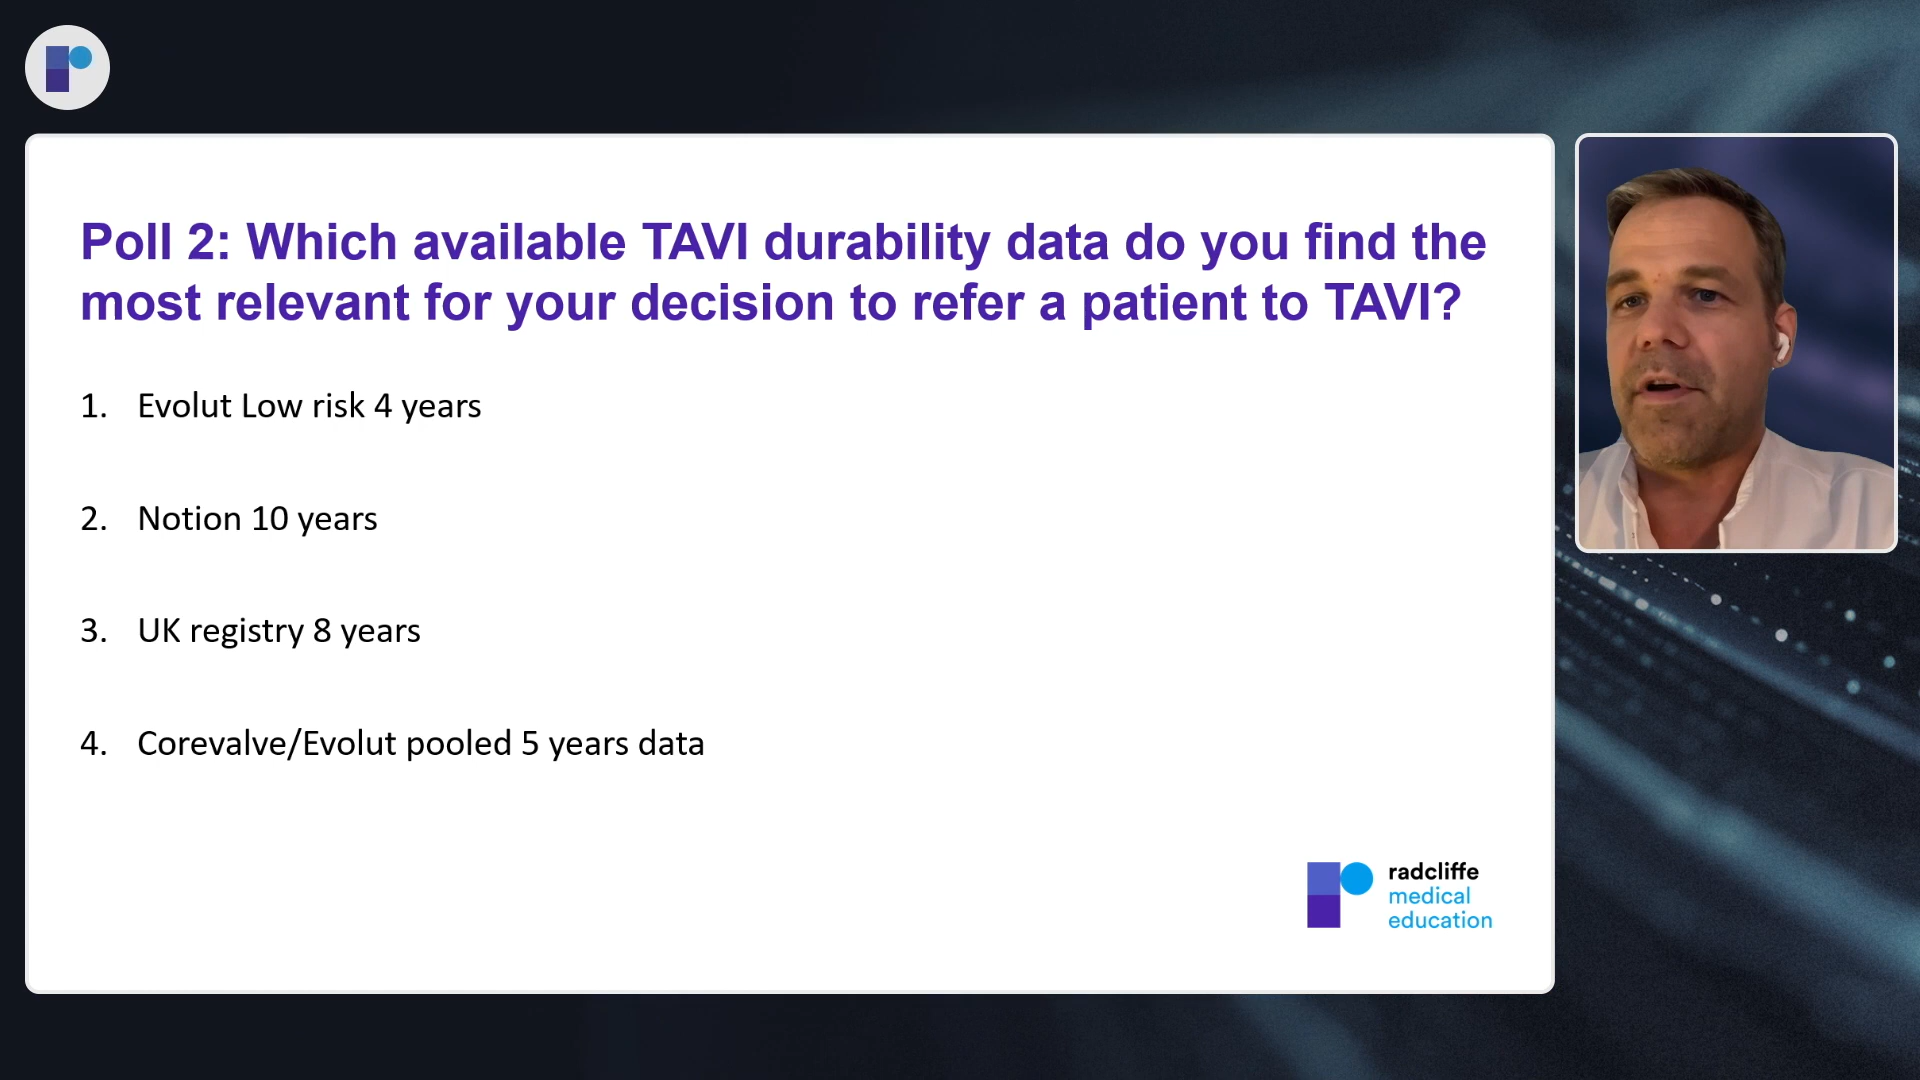 Poll 2: Which available TAVI durability data do you find the
most relevant for your decision to refer a patient to TAVI?
1. Evolut Low risk 4 years
2. Notion 10 years
3. UK registry 8 years
4. Corevalve/Evolut pooled 5 years data
radcliffe
medical
education